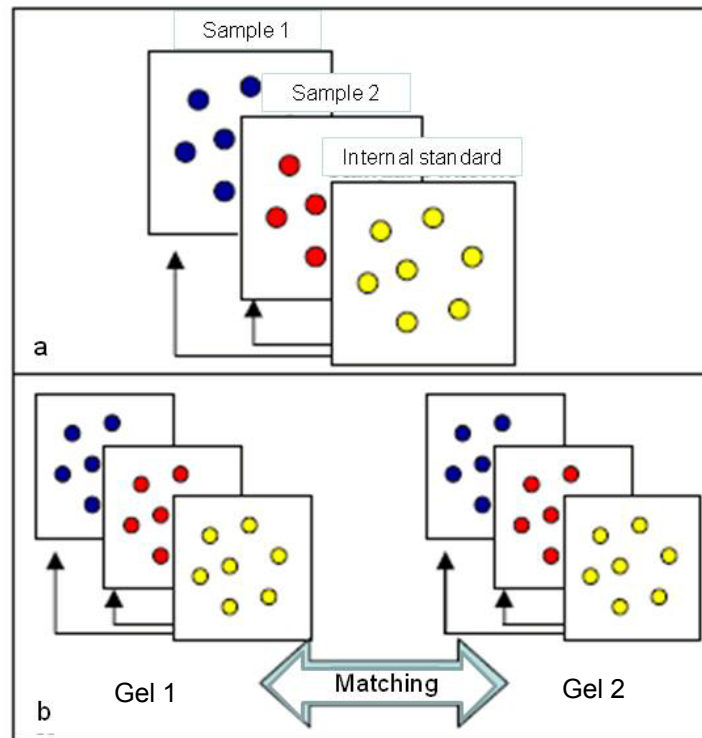 Sample 1
Sample 2
Internal standard
a
Gel 1
Matching
Gel 2
b